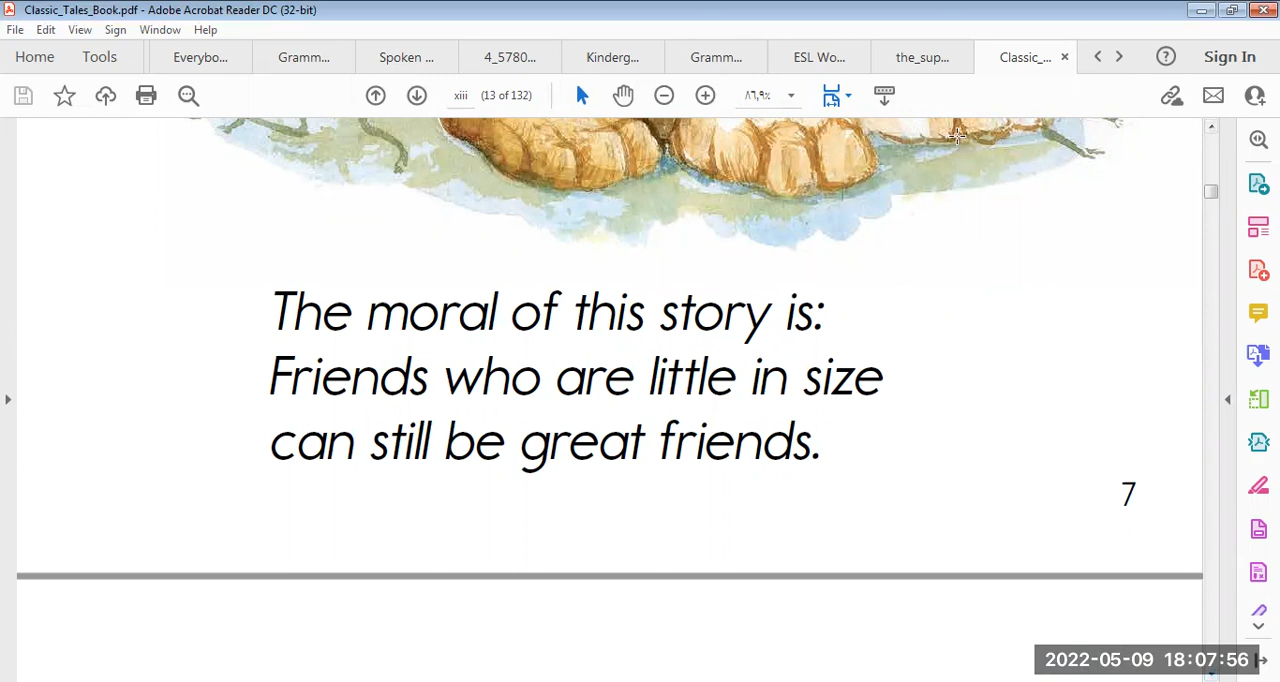 Classic_Tales_Book.pdf - Adobe Acrobat Reader DC (32-bit)
File Edit View Sign Window Help
Home Tools Everybo... Gramm... Spoken ... 4_5780... Kinderg... Gramm... ESL Wo... the_sup... Classic_... Sign In
xiii (13 of 132) ٨٦,٩%
The moral of this story is:
Friends who are little in size
can still be great friends.
7
2022-05-09 18:07:56